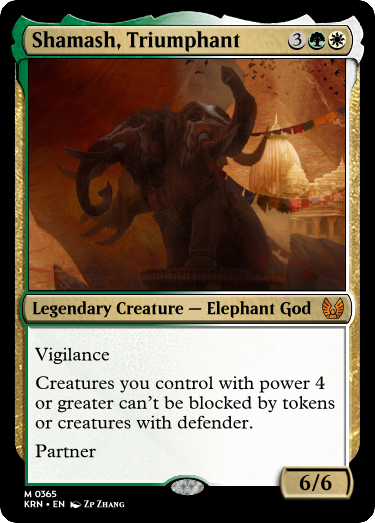 Shamash, Triumphant 3
Legendary Creature — Elephant God
Vigilance
Creatures you control with power 4
or greater can't be blocked by tokens
or creatures with defender.
Partner
6/6
M 0365
KRN • EN Zp Zhang